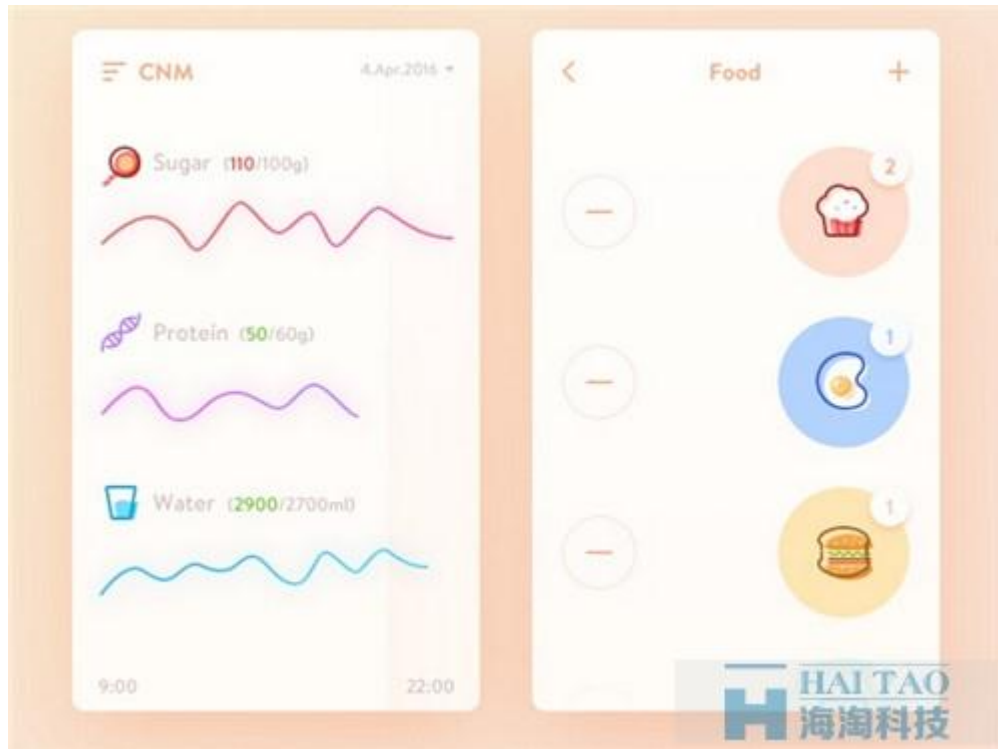 CNM
4.Apr.2016
Sugar (110/100g)
Protein (50/60g)
Water (2900/2700ml)
9:00
22:00
Food
2
1
1
HAI TAO
海淘科技